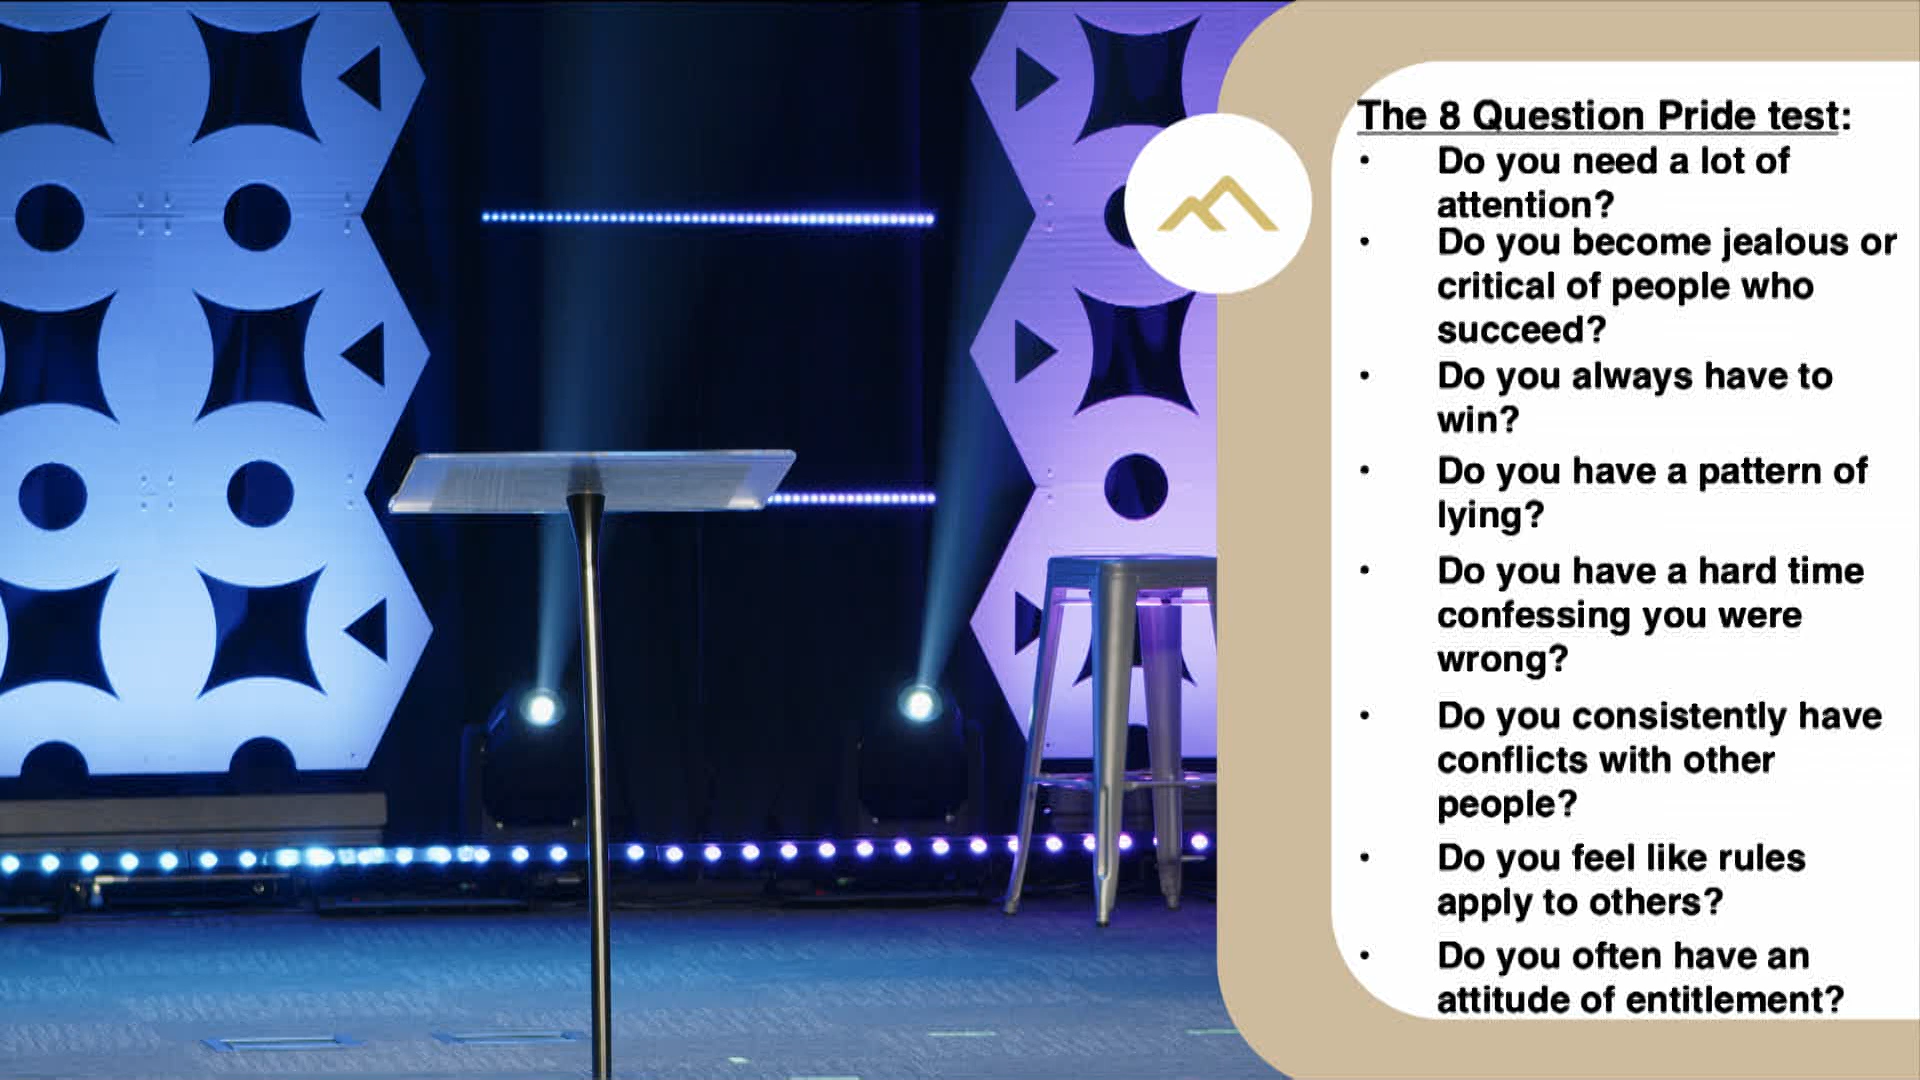 The 8 Question Pride test:
• Do you need a lot of
attention?
• Do you become jealous or
critical of people who
succeed?
• Do you always have to
win?
• Do you have a pattern of
lying?
• Do you have a hard time
confessing you were
wrong?
• Do you consistently have
conflicts with other
people?
• Do you feel like rules
apply to others?
• Do you often have an
attitude of entitlement?